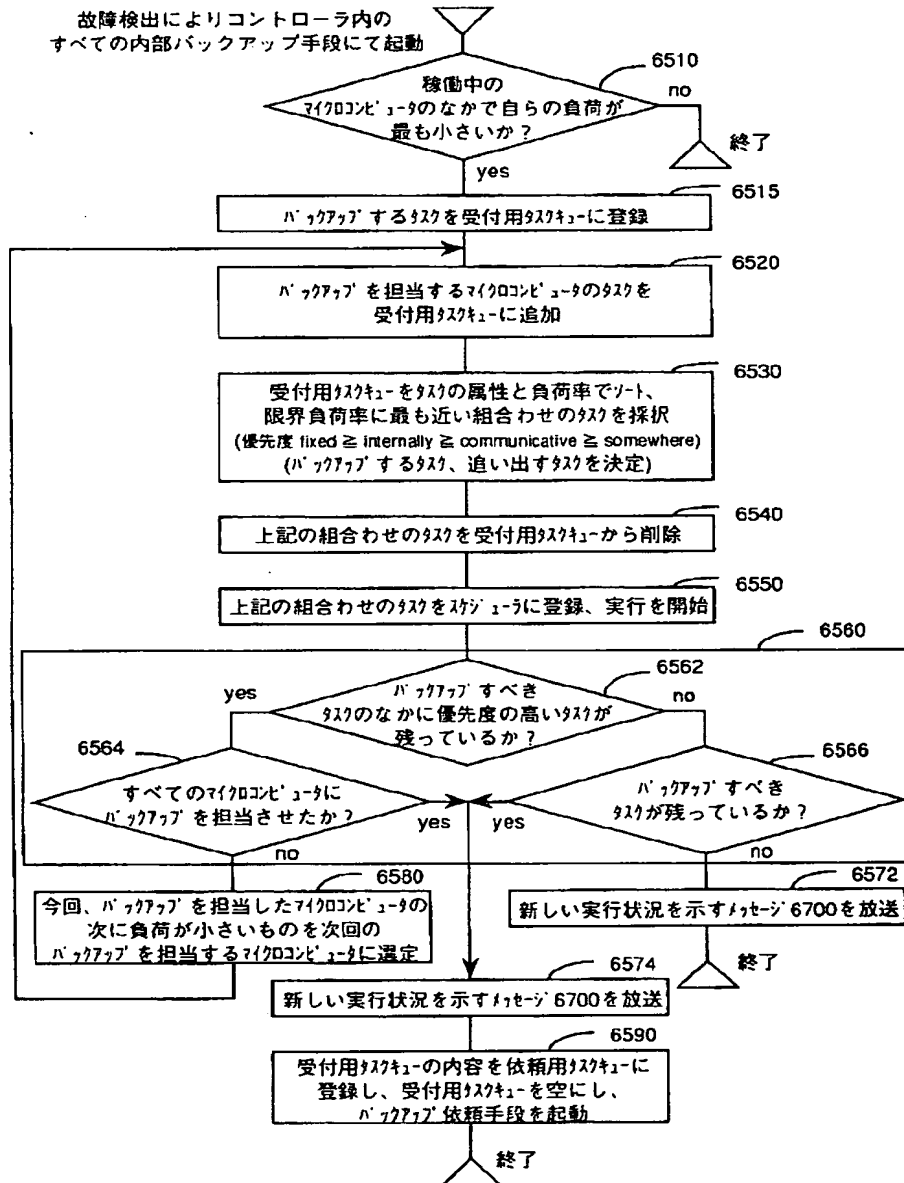 故障検出によりコントローラ内の
すべての内部バックアップ手段にて起動
6510
稼働中の
マイクロコンピュータのなかで自らの負荷が
最も小さいか?
no
終了
yes
6515
バックアップするタスクを受付用タスクキューに登録
6520
バックアップを担当するマイクロコンピュータのタスクを
受付用タスクキューに追加
6530
受付用タスクキューをタスクの属性と負荷率でソート、
限界負荷率に最も近い組合わせのタスクを採択
(優先度 fixed ≧ internally ≧ communicative ≧ somewhere)
(バックアップするタスク、追い出すタスクを決定)
6540
上記の組合わせのタスクを受付用タスクキューから削除
6550
上記の組合わせのタスクをスケジューラに登録、実行を開始
6560
6562
yes
バックアップすべき
タスクのなかに優先度の高いタスクが
残っているか?
no
6564
すべてのマイクロコンピュータに
バックアップを担当させたか?
yes
6566
バックアップすべき
タスクが残っているか?
yes
no
no
6580
今回、バックアップを担当したマイクロコンピュータの
次に負荷が小さいものを次回の
バックアップを担当するマイクロコンピュータに選定
6572
新しい実行状況を示すメッセージ6700を放送
終了
6574
新しい実行状況を示すメッセージ6700を放送
6590
受付用タスクキューの内容を依頼用タスクキューに
登録し、受付用タスクキューを空にし、
バックアップ依頼手段を起動
終了